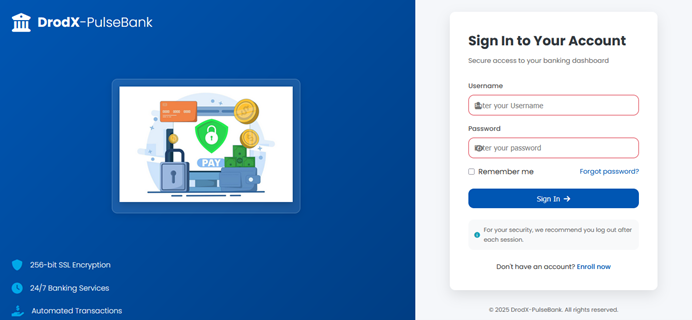 DrodX-PulseBank
PAY
256-bit SSL Encryption
24/7 Banking Services
Automated Transactions
Sign In to Your Account
Secure access to your banking dashboard
Username
Enter your Username
Password
Enter your password
Remember me
Forgot password?
Sign In →
For your security, we recommend you log out after
each session.
Don't have an account? Enroll now
© 2025 DrodX-PulseBank. All rights reserved.